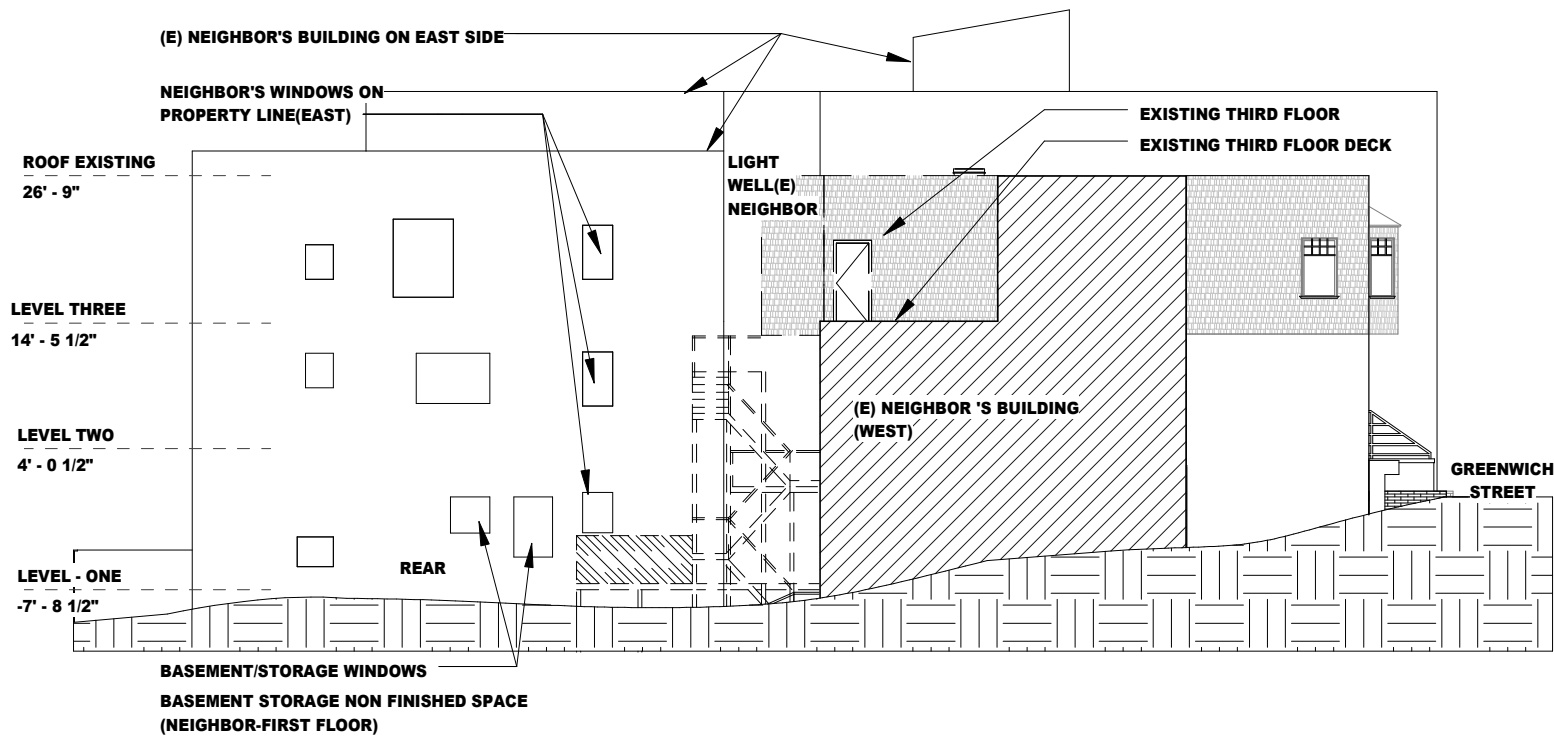 (E) NEIGHBOR'S BUILDING ON EAST SIDE
NEIGHBOR'S WINDOWS ON
PROPERTY LINE(EAST)
EXISTING THIRD FLOOR
EXISTING THIRD FLOOR DECK
ROOF EXISTING
26' - 9"
LIGHT
WELL(E)
NEIGHBOR
LEVEL THREE
14' - 5 1/2"
(E) NEIGHBOR 'S BUILDING
(WEST)
LEVEL TWO
4' - 0 1/2"
GREENWICH
STREET
REAR
LEVEL - ONE
-7' - 8 1/2"
BASEMENT/STORAGE WINDOWS
BASEMENT STORAGE NON FINISHED SPACE
(NEIGHBOR-FIRST FLOOR)